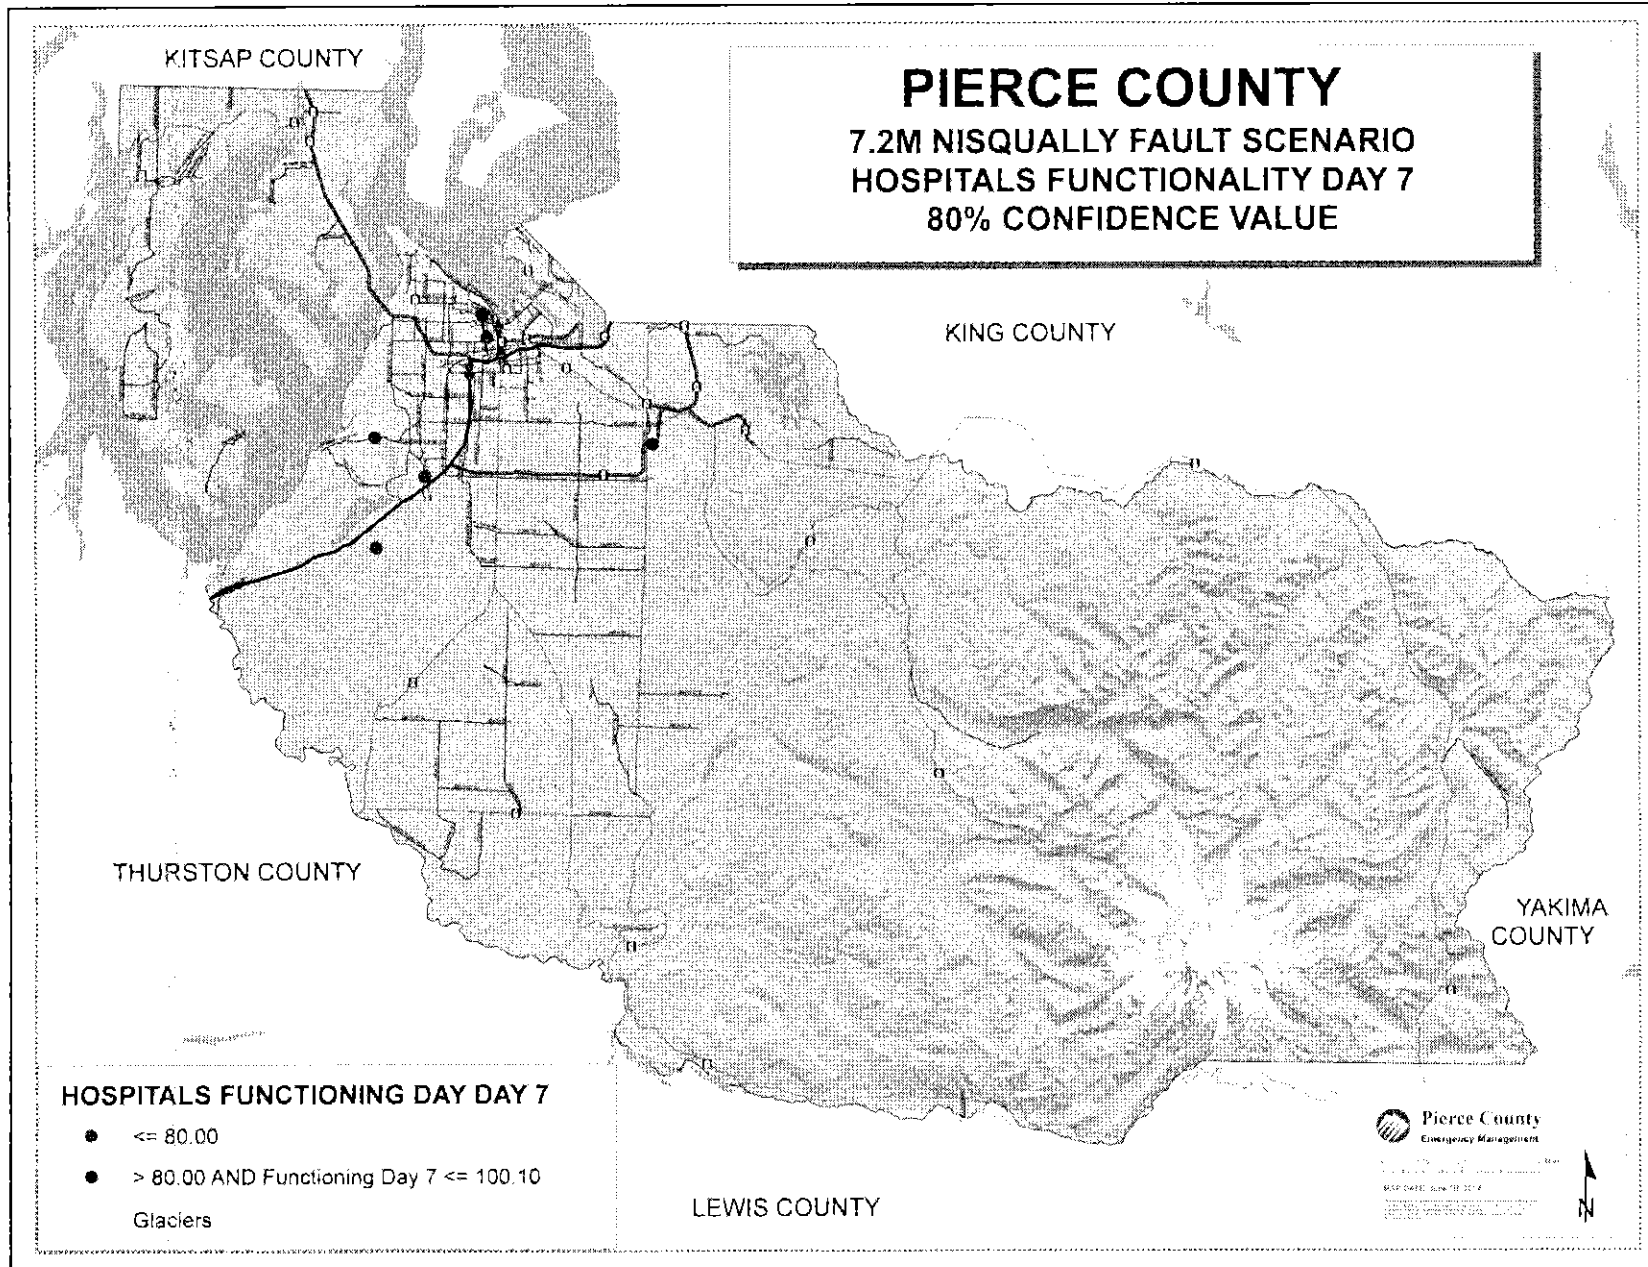 KITSAP COUNTY
PIERCE COUNTY
7.2M NISQUALLY FAULT SCENARIO
HOSPITALS FUNCTIONALITY DAY 7
80% CONFIDENCE VALUE
KING COUNTY
THURSTON COUNTY
YAKIMA
COUNTY
HOSPITALS FUNCTIONING DAY DAY 7
<= 80.00
> 80.00 AND Functioning Day 7 <= 100.10
Glaciers
LEWIS COUNTY
Pierce County
Emergency Management
MAP DATE:
N